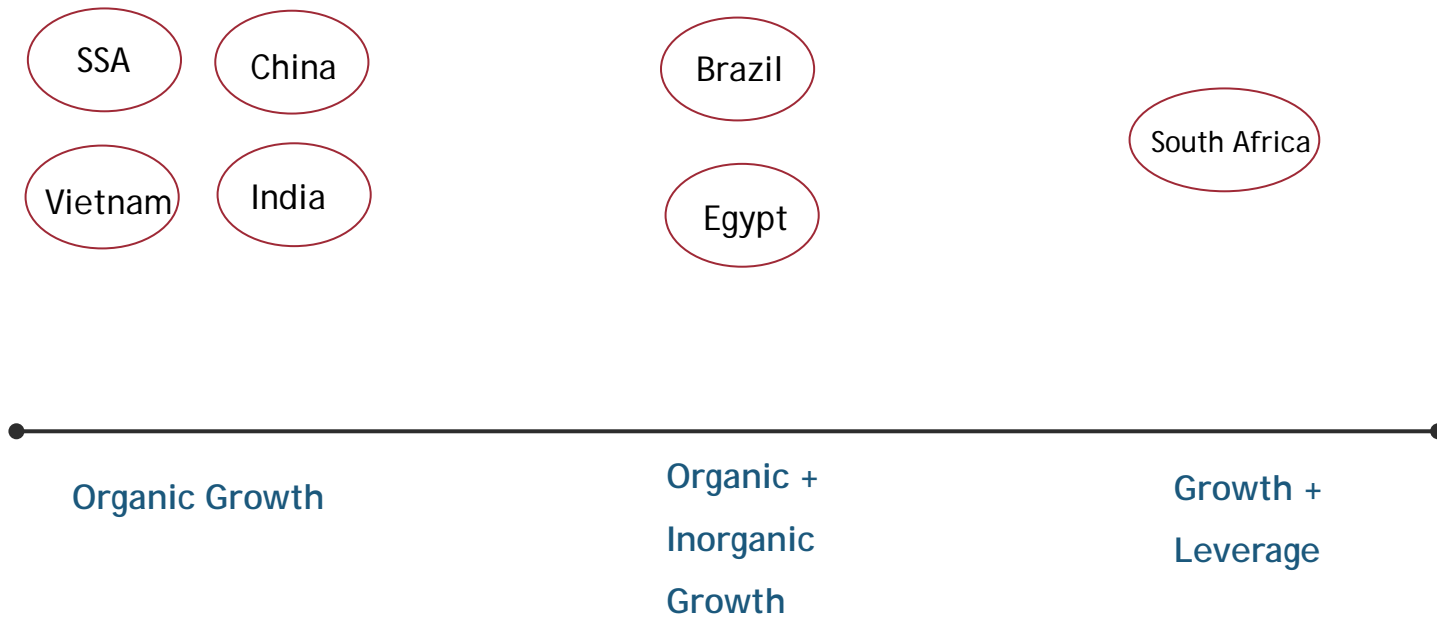 SSA
China
Brazil
South Africa
Vietnam
India
Egypt
Organic Growth
Organic +
Inorganic
Growth
Growth +
Leverage